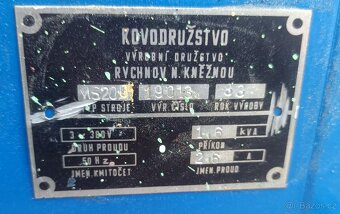 KOVODRUŽSTVO
VÝROBNÍ DRUŽSTVO
RYCHNOV N. KNĚŽNOU
MS200
TYP STROJE VÝR. ČÍSLO ROK VÝROBY
3 x 380V 1,6 kVA
DRUH PROUDU PŘÍKON
50 Hz 2,6 A
JMEN. KMITOČET JMEN. PROUD